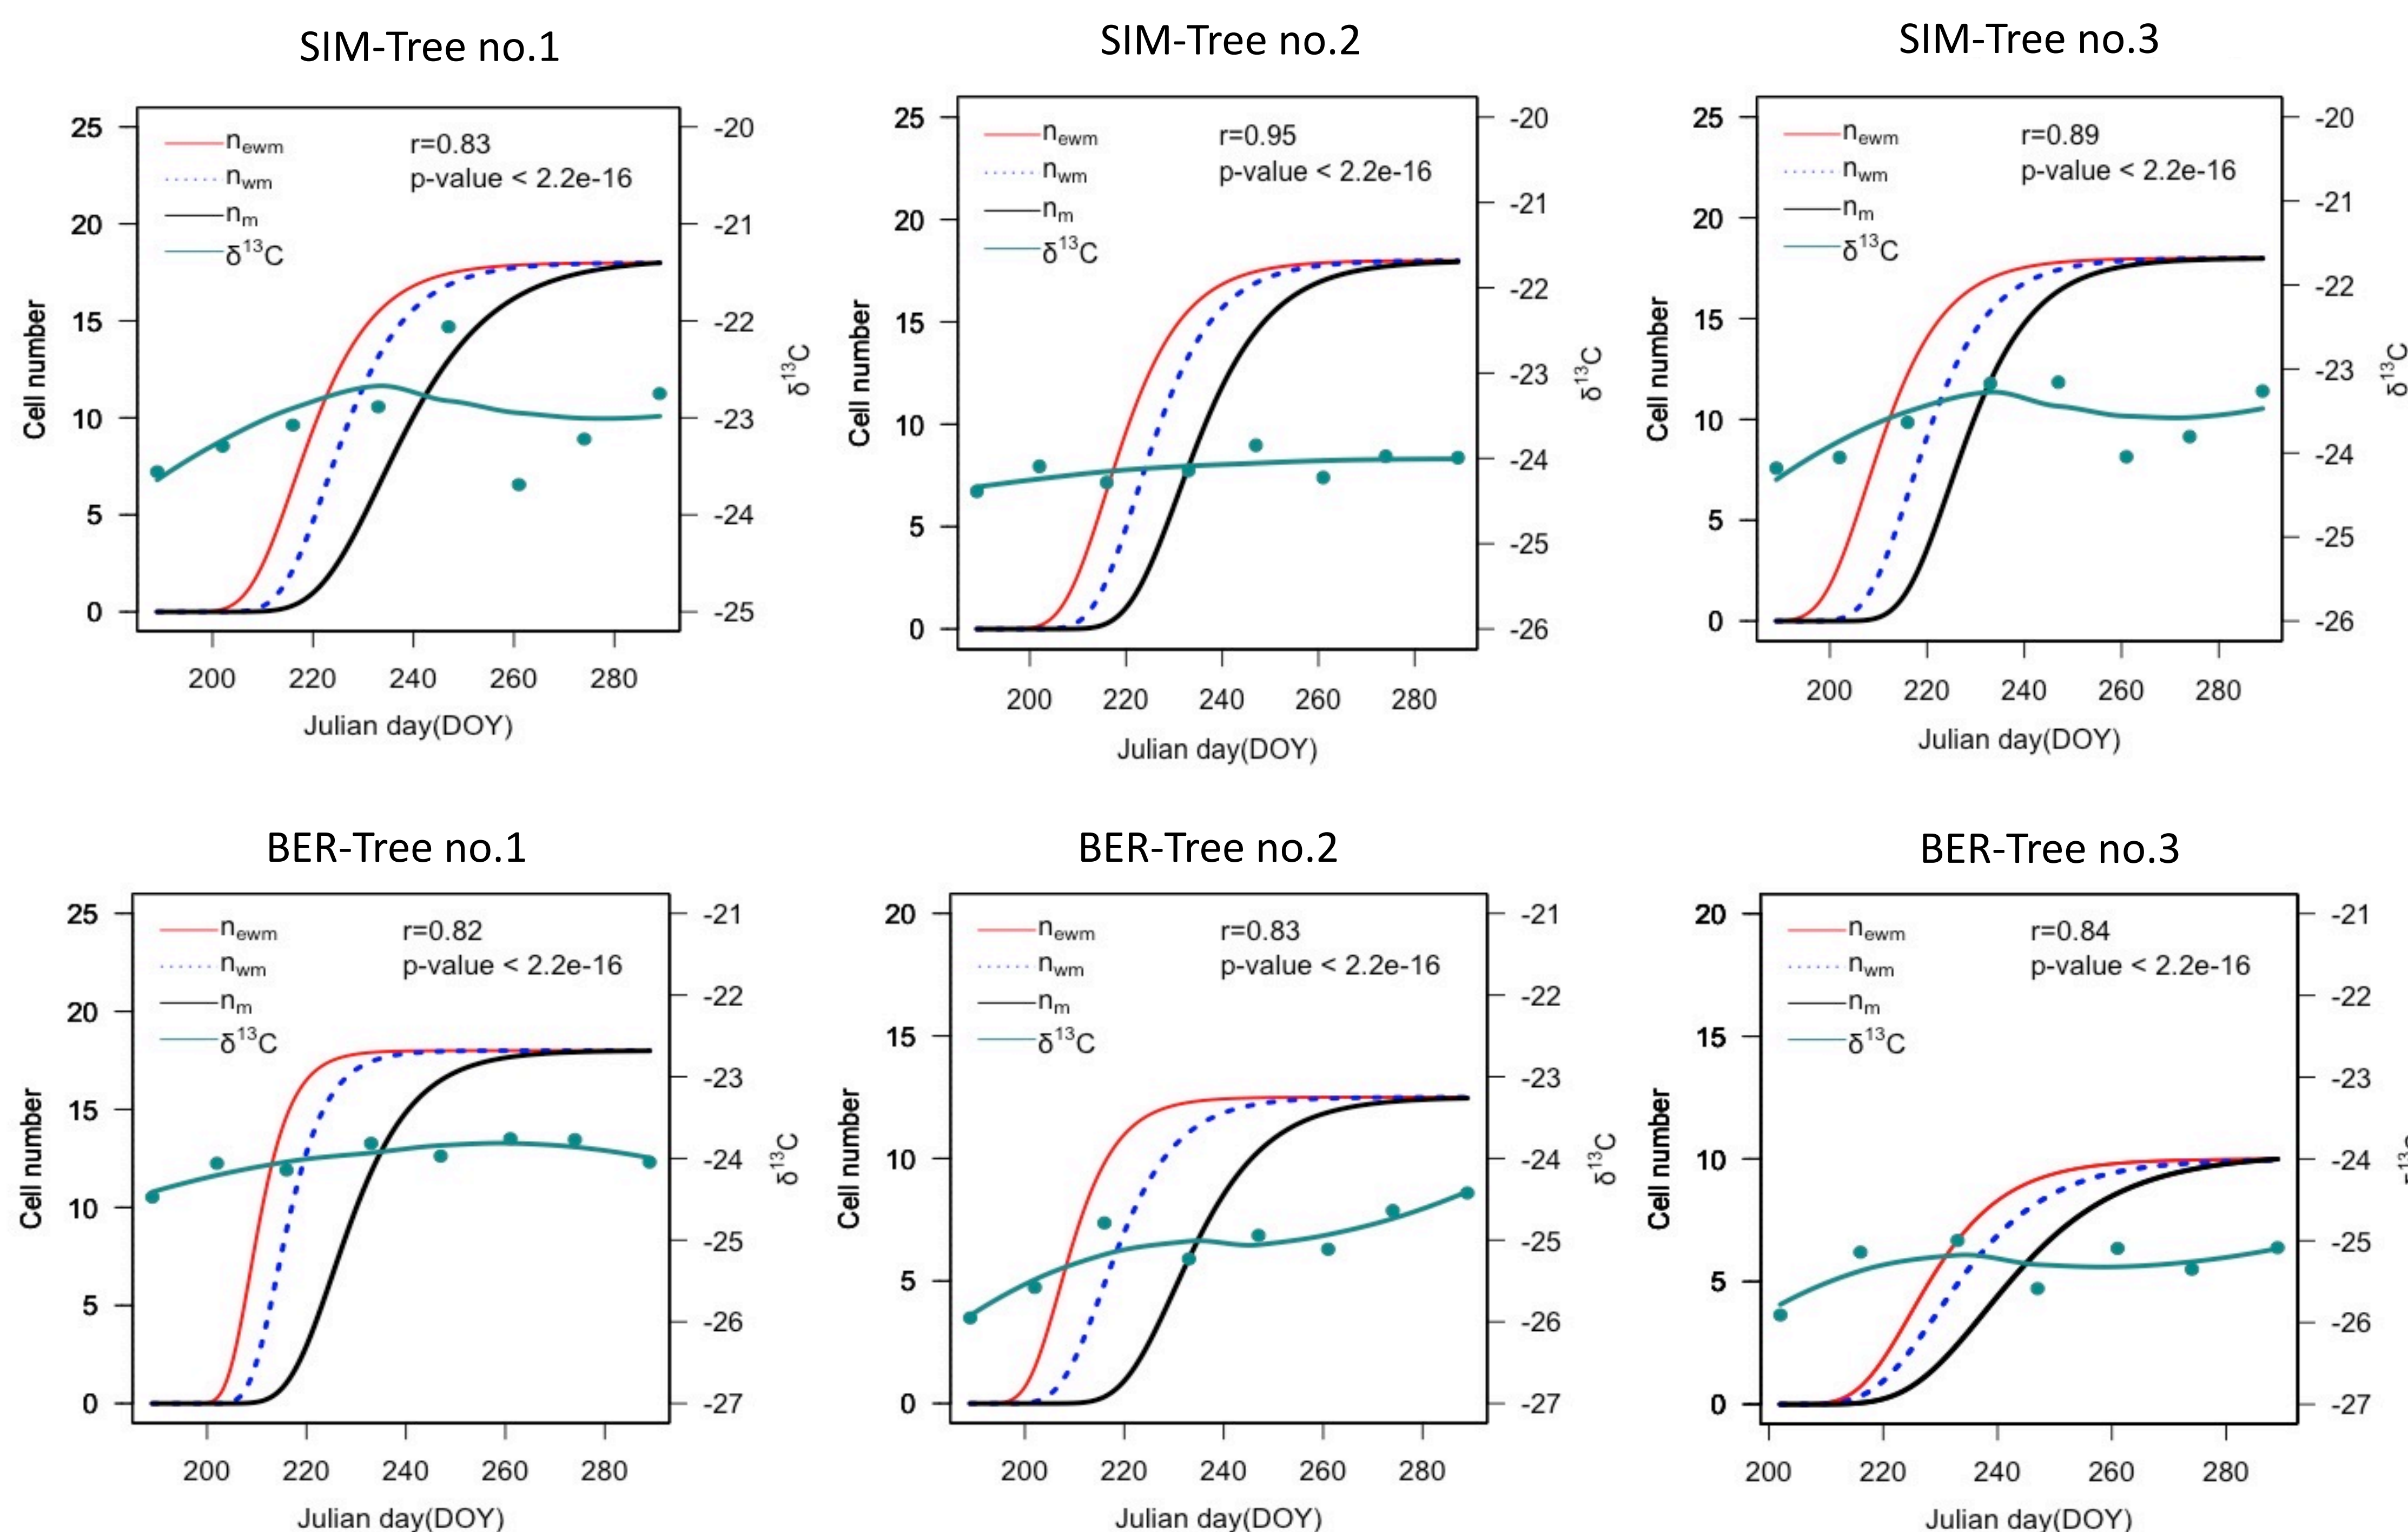 SIM-Tree no.1
25
20
15
10
5
0
Cell number
n_ewm
n_wm
n_m
δ¹³C
r=0.83
p-value < 2.2e-16
-20
-21
-22
-23
-24
-25
δ¹³C
200 220 240 260 280
Julian day(DOY)
SIM-Tree no.2
25
20
15
10
5
0
Cell number
n_ewm
n_wm
n_m
δ¹³C
r=0.95
p-value < 2.2e-16
-20
-21
-22
-23
-24
-25
-26
δ¹³C
200 220 240 260 280
Julian day(DOY)
SIM-Tree no.3
25
20
15
10
5
0
Cell number
n_ewm
n_wm
n_m
δ¹³C
r=0.89
p-value < 2.2e-16
-20
-21
-22
-23
-24
-25
-26
δ¹³C
200 220 240 260 280
Julian day(DOY)
BER-Tree no.1
25
20
15
10
5
0
Cell number
n_ewm
n_wm
n_m
δ¹³C
r=0.82
p-value < 2.2e-16
-21
-22
-23
-24
-25
-26
-27
δ¹³C
200 220 240 260 280
Julian day(DOY)
BER-Tree no.2
20
15
10
5
0
Cell number
n_ewm
n_wm
n_m
δ¹³C
r=0.83
p-value < 2.2e-16
-21
-22
-23
-24
-25
-26
-27
δ¹³C
200 220 240 260 280
Julian day(DOY)
BER-Tree no.3
20
15
10
5
0
Cell number
n_ewm
n_wm
n_m
δ¹³C
r=0.84
p-value < 2.2e-16
-21
-22
-23
-24
-25
-26
-27
200 220 240 260 280
Julian day(DOY)